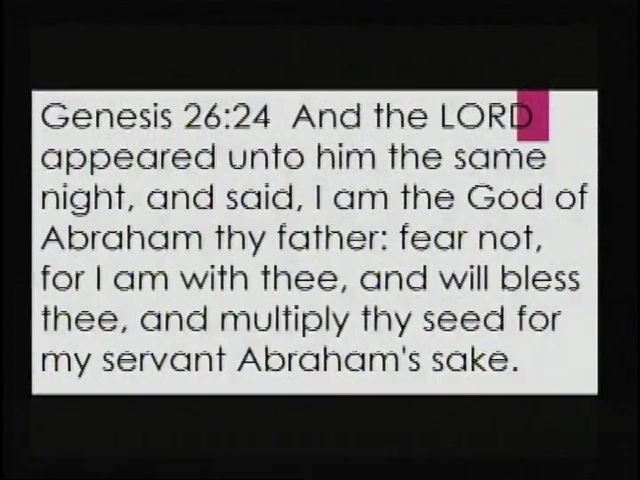 Genesis 26:24  And the LORD
appeared unto him the same
night, and said, I am the God of
Abraham thy father: fear not,
for I am with thee, and will bless
thee, and multiply thy seed for
my servant Abraham's sake.